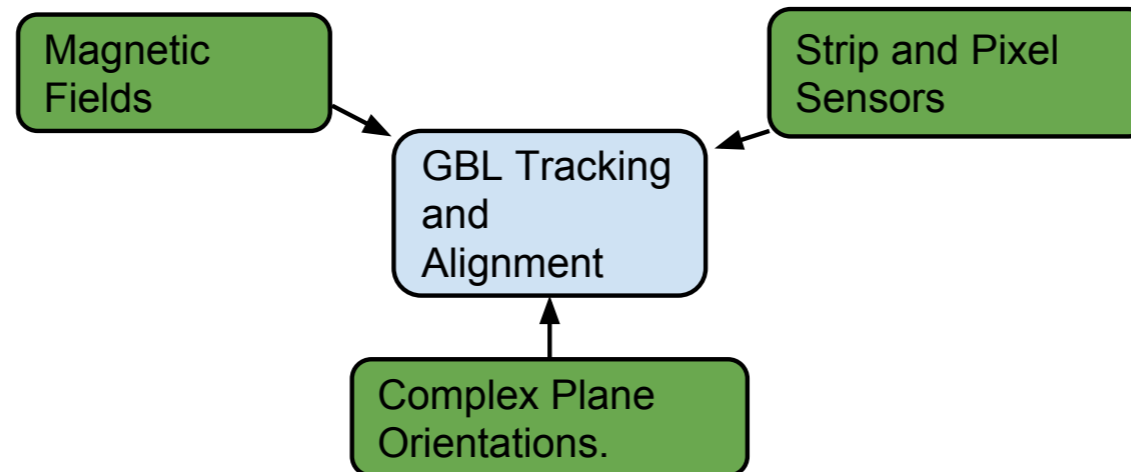 Magnetic
Fields
Strip and Pixel
Sensors
GBL Tracking
and
Alignment
Complex Plane
Orientations.